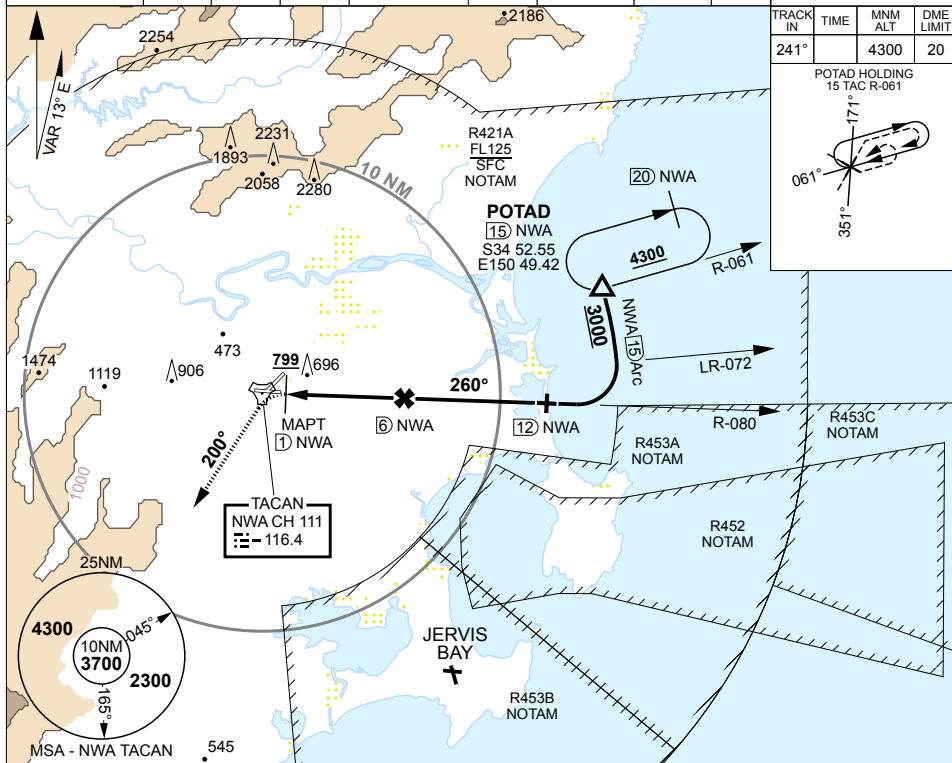 TRACK IN
TIME
MNM ALT
DME LIMIT
241°
4300
20
POTAD HOLDING
15 TAC R-061
171°
061°
351°
2186
2254
VAR 13° E
2231
1893
2058
2280
10 NM
R421A
FL125
SFC
NOTAM
20 NWA
POTAD
15 NWA
S34 52.55
E150 49.42
4300
R-061
3000
NWA 15 Arc
LR-072
473
1474
1119
906
799
696
260°
MAPT
1 NWA
6 NWA
12 NWA
R-080
R453A
NOTAM
R453C
NOTAM
200°
1000
TACAN
NWA CH 111
116.4
R452
NOTAM
25NM
4300
10NM
3700
045°
2300
165°
MSA - NWA TACAN
JERVIS
BAY
R453B
NOTAM
545